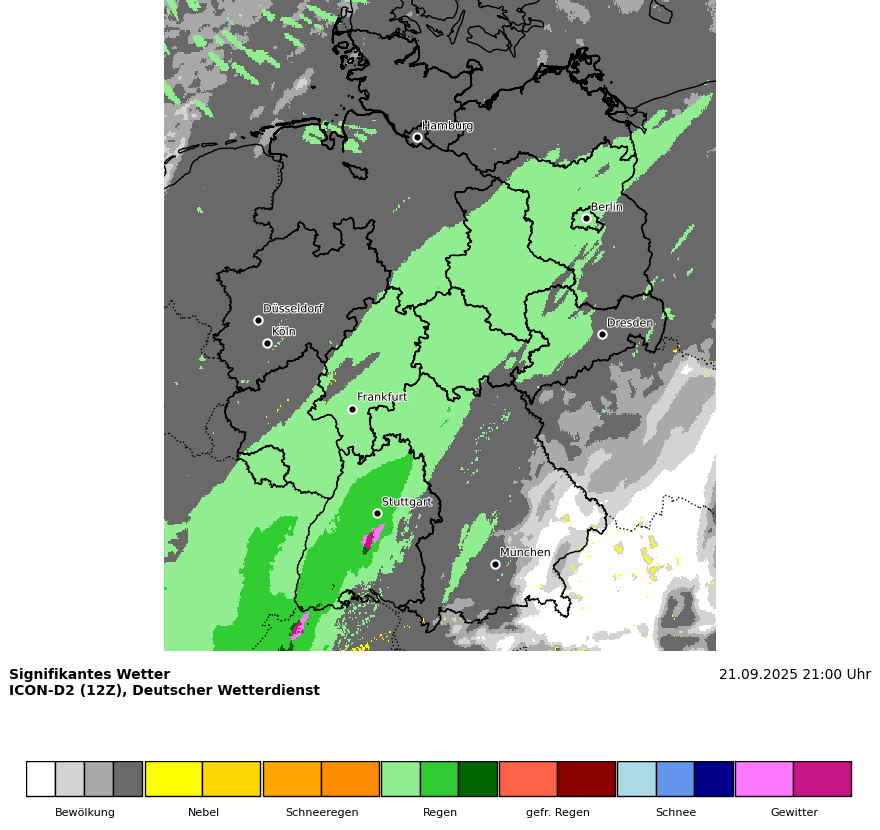 Hamburg
Berlin
Düsseldorf
Köln
Dresden
Frankfurt
Stuttgart
München
Signifikantes Wetter
21.09.2025 21:00 Uhr
ICON-D2 (12Z), Deutscher Wetterdienst
Bewölkung
Nebel
Schneeregen
Regen
gefr. Regen
Schnee
Gewitter